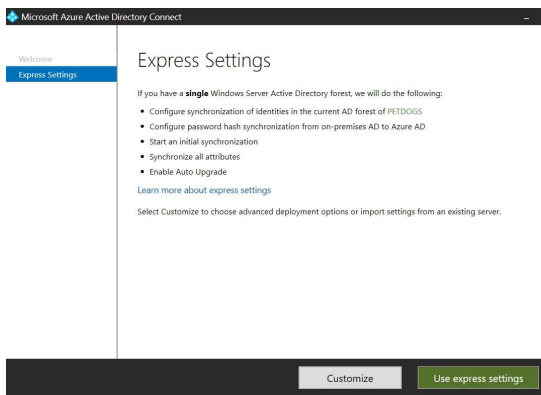 Microsoft Azure Active Directory Connect
Welcome
Express Settings
Express Settings
If you have a single Windows Server Active Directory forest, we will do the following:
• Configure synchronization of identities in the current AD forest of PETDOGS
• Configure password hash synchronization from on-premises AD to Azure AD
• Start an initial synchronization
• Synchronize all attributes
• Enable Auto Upgrade
Learn more about express settings
Select Customize to choose advanced deployment options or import settings from an existing server.
Customize
Use express settings